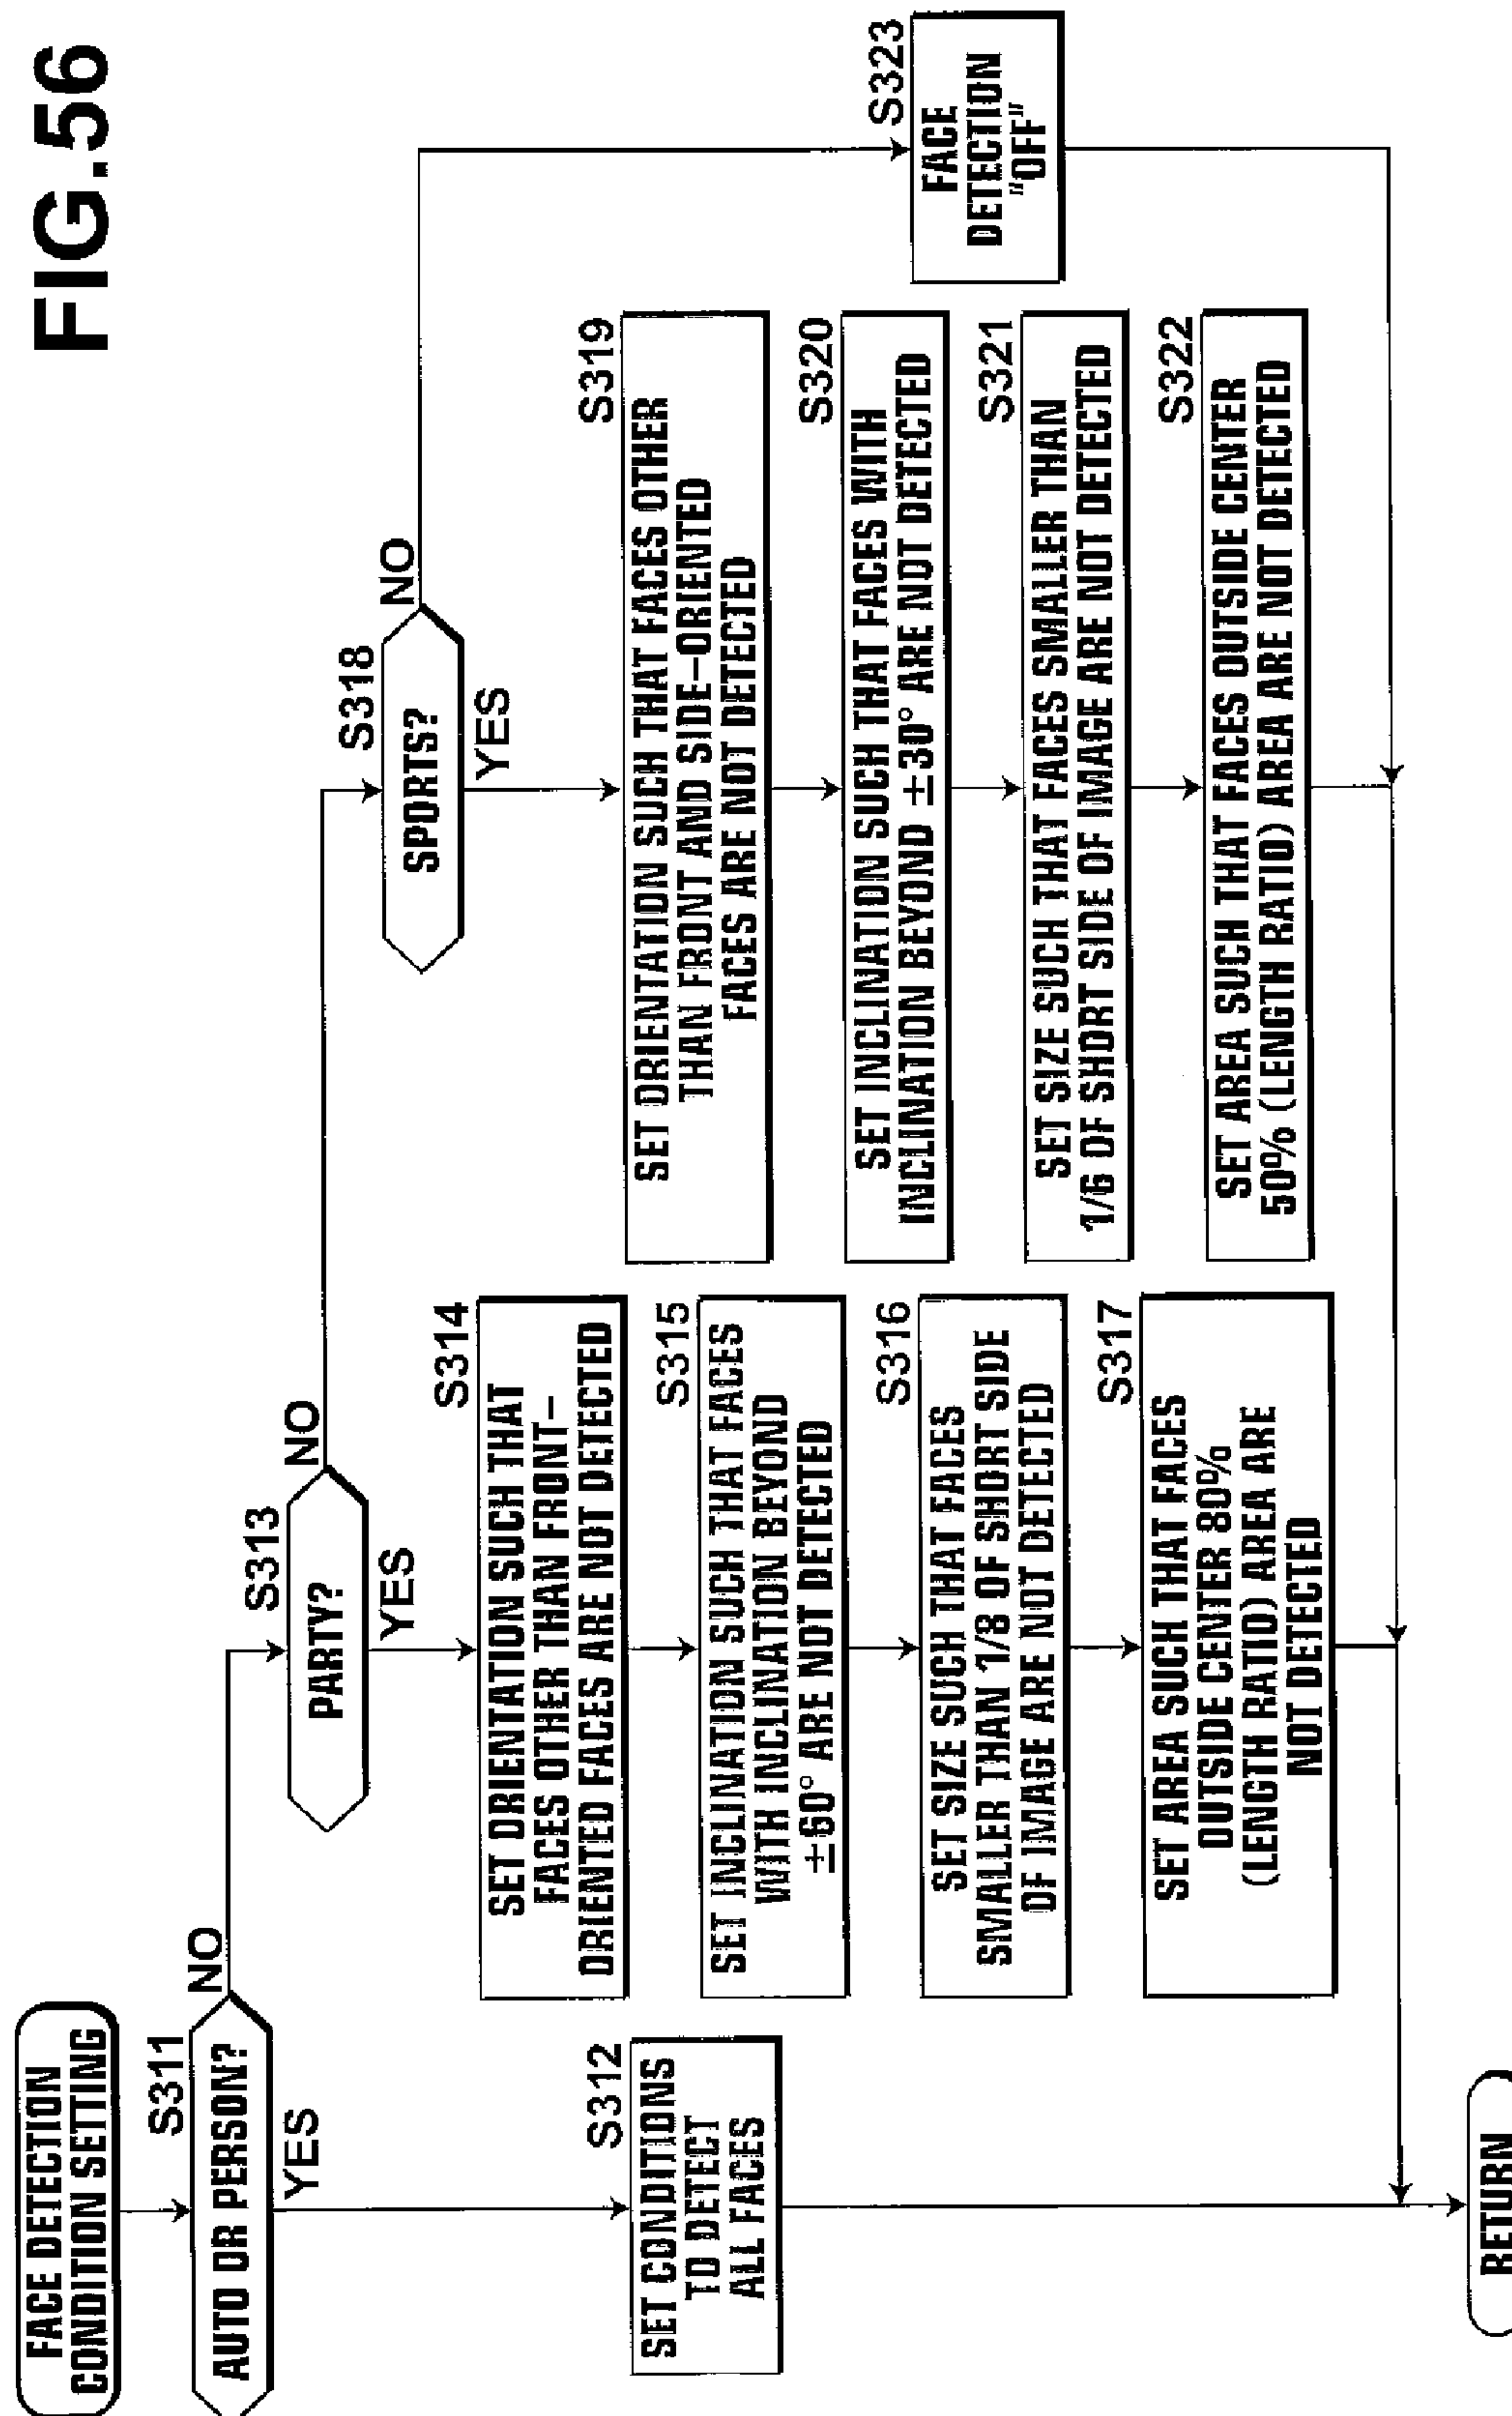 FIG.56
FACE DETECTION
CONDITION SETTING
S311
AUTO OR PERSON?
NO
YES
S312
SET CONDITIONS
TO DETECT
ALL FACES
S313
PARTY?
NO
YES
S314
SET ORIENTATION SUCH THAT
FACES OTHER THAN FRONT-
ORIENTED FACES ARE NOT DETECTED
S315
SET INCLINATION SUCH THAT FACES
WITH INCLINATION BEYOND
±60° ARE NOT DETECTED
S316
SET SIZE SUCH THAT FACES
SMALLER THAN 1/8 OF SHORT SIDE
OF IMAGE ARE NOT DETECTED
S317
SET AREA SUCH THAT FACES
OUTSIDE CENTER 80%
(LENGTH RATIO) AREA ARE
NOT DETECTED
S318
SPORTS?
NO
YES
S319
SET ORIENTATION SUCH THAT FACES OTHER
THAN FRONT AND SIDE-ORIENTED
FACES ARE NOT DETECTED
S320
SET INCLINATION SUCH THAT FACES WITH
INCLINATION BEYOND ±30° ARE NOT DETECTED
S321
SET SIZE SUCH THAT FACES SMALLER THAN
1/6 OF SHORT SIDE OF IMAGE ARE NOT DETECTED
S322
SET AREA SUCH THAT FACES OUTSIDE CENTER
50% (LENGTH RATIO) AREA ARE NOT DETECTED
S323
FACE
DETECTION
"OFF"
RETURN